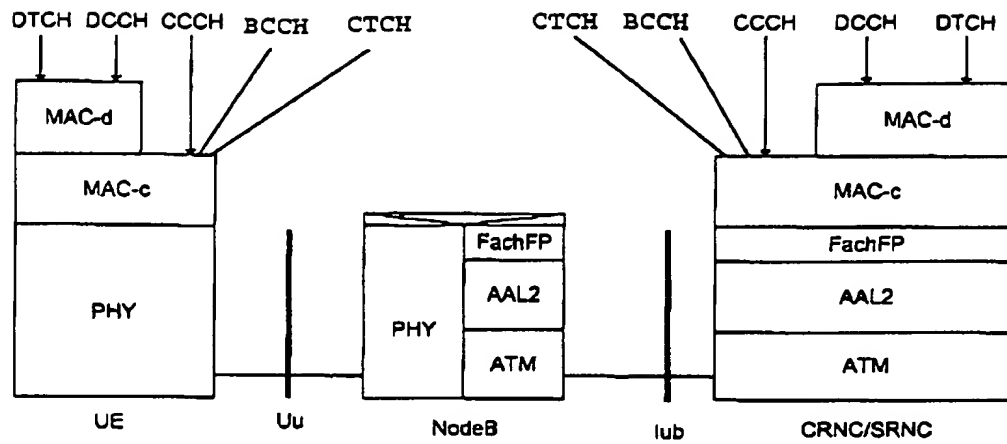 DTCH DCCH CCCH BCCH CTCH CTCH BCCH CCCH DCCH DTCH
MAC-d MAC-d
MAC-c MAC-c
FachFP FachFP
PHY PHY AAL2 AAL2
ATM ATM
UE Uu NodeB Iub CRNC/SRNC